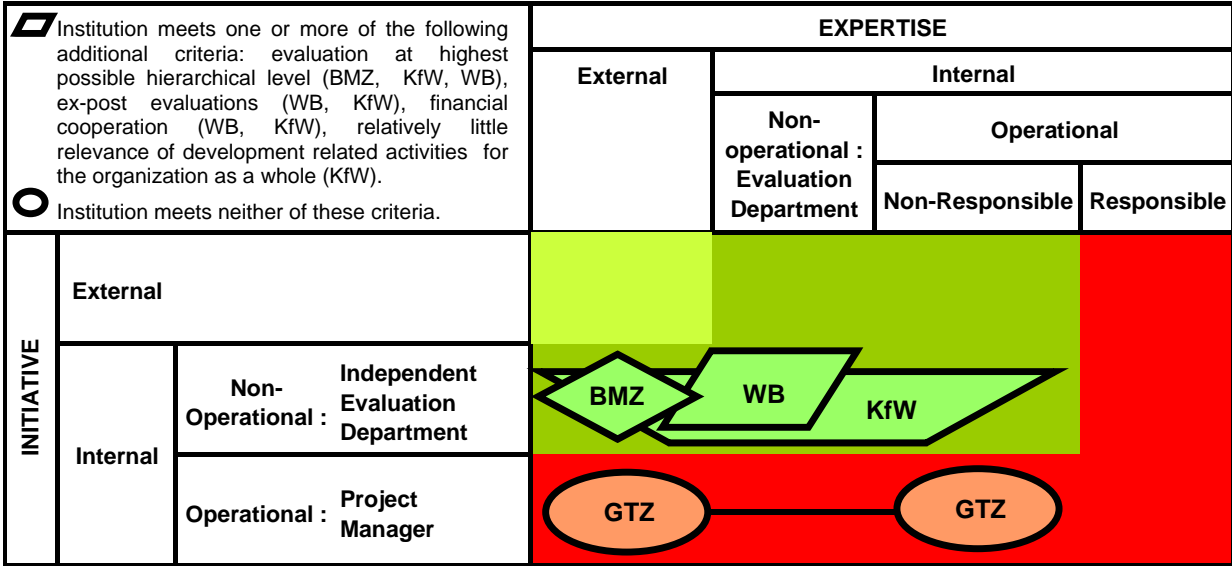 Institution meets one or more of the following
additional criteria: evaluation at highest
possible hierarchical level (BMZ, KfW, WB),
ex-post evaluations (WB, KfW), financial
cooperation (WB, KfW), relatively little
relevance of development related activities for
the organization as a whole (KfW).
Institution meets neither of these criteria.
EXPERTISE
External
Internal
Non-
operational :
Evaluation
Department
Operational
Non-Responsible
Responsible
INITIATIVE
External
Internal
Non-
Operational :
Independent
Evaluation
Department
BMZ
WB
KfW
Operational :
Project
Manager
GTZ
GTZ